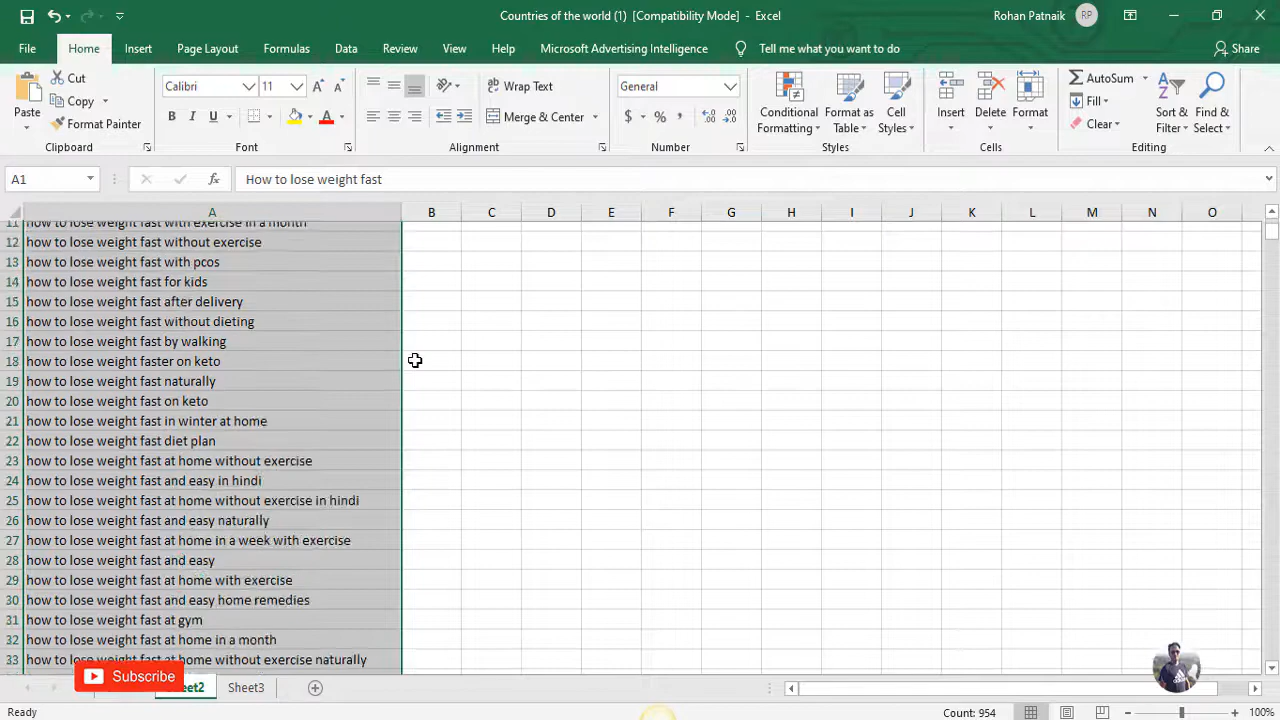 Countries of the world (1) [Compatibility Mode] - Excel
Rohan Patnaik RP
File Home Insert Page Layout Formulas Data Review View Help Microsoft Advertising Intelligence Tell me what you want to do Share
Paste
Cut
Copy
Format Painter
Clipboard
Calibri 11
B I U
Font
Wrap Text
Merge & Center
Alignment
General
$ % ,
Number
Conditional Formatting
Format as Table
Cell Styles
Styles
Insert
Delete
Format
Cells
AutoSum
Fill
Clear
Sort & Filter
Find & Select
Editing
A1 fx How to lose weight fast
A B C D E F G H I J K L M N O
11 how to lose weight fast with exercise in a month
12 how to lose weight fast without exercise
13 how to lose weight fast with pcos
14 how to lose weight fast for kids
15 how to lose weight fast after delivery
16 how to lose weight fast without dieting
17 how to lose weight fast by walking
18 how to lose weight faster on keto
19 how to lose weight fast naturally
20 how to lose weight fast on keto
21 how to lose weight fast in winter at home
22 how to lose weight fast diet plan
23 how to lose weight fast at home without exercise
24 how to lose weight fast and easy in hindi
25 how to lose weight fast at home without exercise in hindi
26 how to lose weight fast and easy naturally
27 how to lose weight fast at home in a week with exercise
28 how to lose weight fast and easy
29 how to lose weight fast at home with exercise
30 how to lose weight fast and easy home remedies
31 how to lose weight fast at gym
32 how to lose weight fast at home in a month
33 how to lose weight fast at home without exercise naturally
Subscribe
Sheet3
Ready
Count: 954
100%